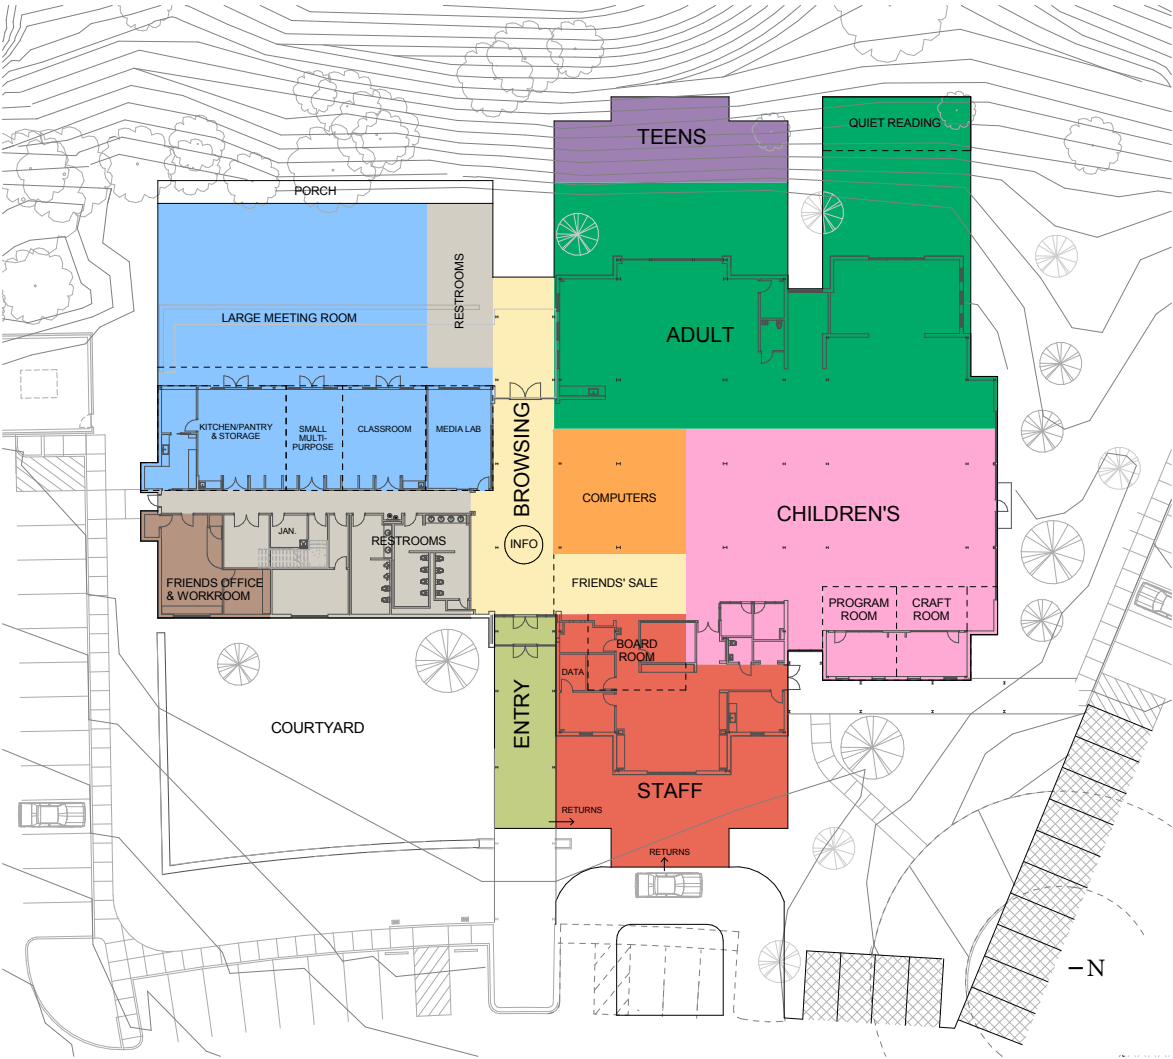 TEENS
QUIET READING
PORCH
RESTROOMS
LARGE MEETING ROOM
ADULT
KITCHEN/PANTRY
& STORAGE
SMALL
MULTI-
PURPOSE
CLASSROOM
MEDIA LAB
BROWSING
COMPUTERS
CHILDREN'S
JAN.
RESTROOMS
INFO
FRIENDS OFFICE
& WORKROOM
FRIENDS' SALE
PROGRAM
ROOM
CRAFT
ROOM
BOARD
ROOM
DATA
ENTRY
COURTYARD
STAFF
RETURNS
RETURNS
N